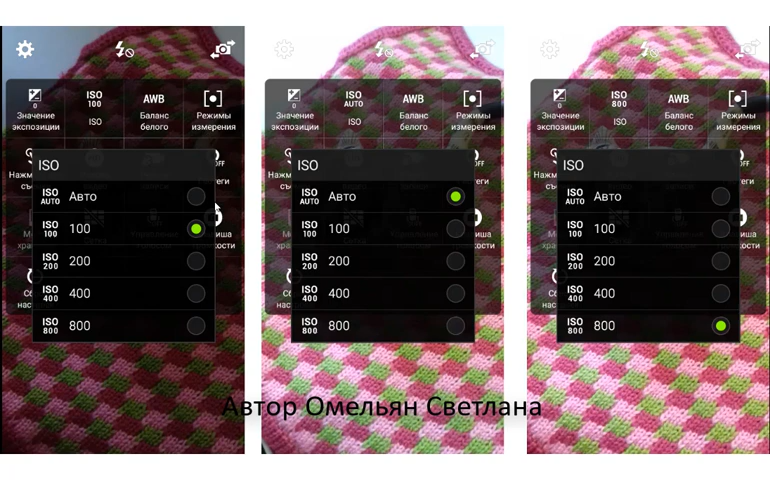 0
ISO
100
AWB
Значение
экспозиции
ISO
Баланс
белого
Режимы
измерения
ISO
ISO
AUTO
Авто
ISO
100
100
ISO
200
200
ISO
400
400
ISO
800
800
0
ISO
AUTO
AWB
Значение
экспозиции
ISO
Баланс
белого
Режимы
измерения
ISO
ISO
AUTO
Авто
ISO
100
100
ISO
200
200
ISO
400
400
ISO
800
800
0
ISO
800
AWB
Значение
экспозиции
ISO
Баланс
белого
Режимы
измерения
ISO
ISO
AUTO
Авто
ISO
100
100
ISO
200
200
ISO
400
400
ISO
800
800
Автор Омельян Светлана